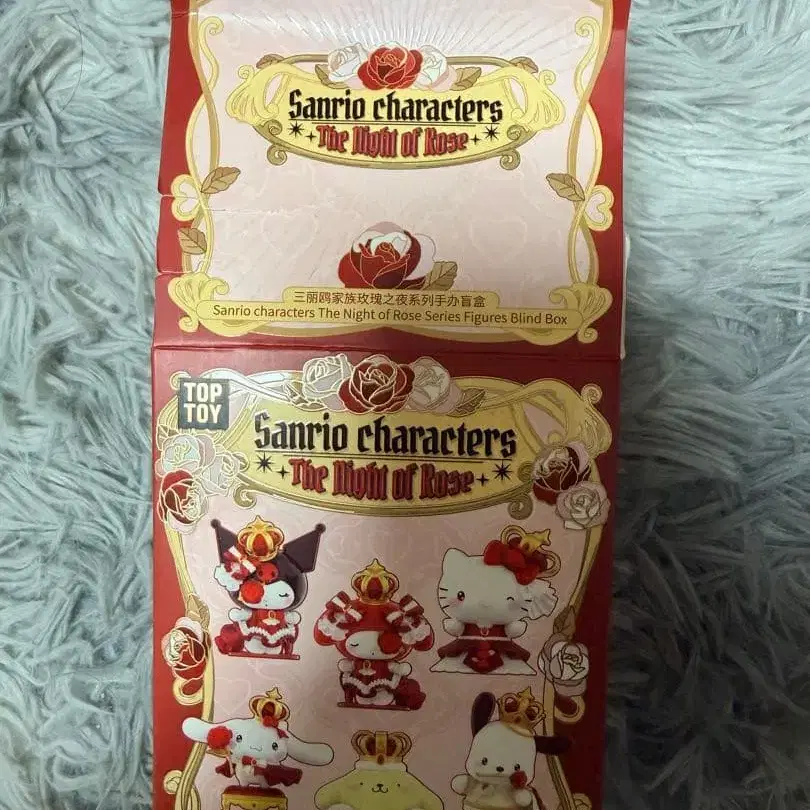 Sanrio characters
The Night of Rose
三丽鸥家族玫瑰之夜系列手办盲盒
Sanrio characters The Night of Rose Series Figures Blind Box
TOP
TOY
Sanrio characters
The Night of Rose